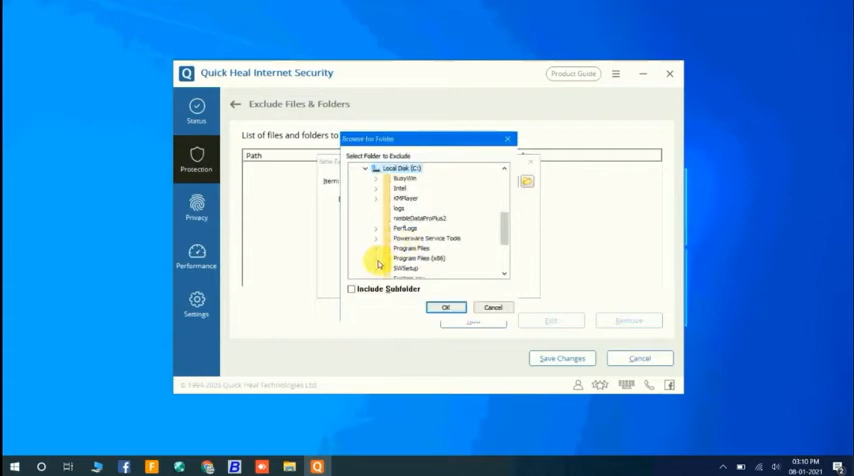 Quick Heal Internet Security
Product Guide
Status
Protection
Privacy
Performance
Settings
Exclude Files & Folders
List of files and folders to
Path
Browse for Folder
Select Folder to Exclude
Local Disk (C:)
BusyWin
Intel
KMPlayer
logs
nimbleDataProPlus2
PerfLogs
Powerware Service Tools
Program Files
Program Files (x86)
SWSetup
Include Subfolder
OK
Cancel
Edit
Remove
Save Changes
Cancel
03:10 PM
08-01-2021